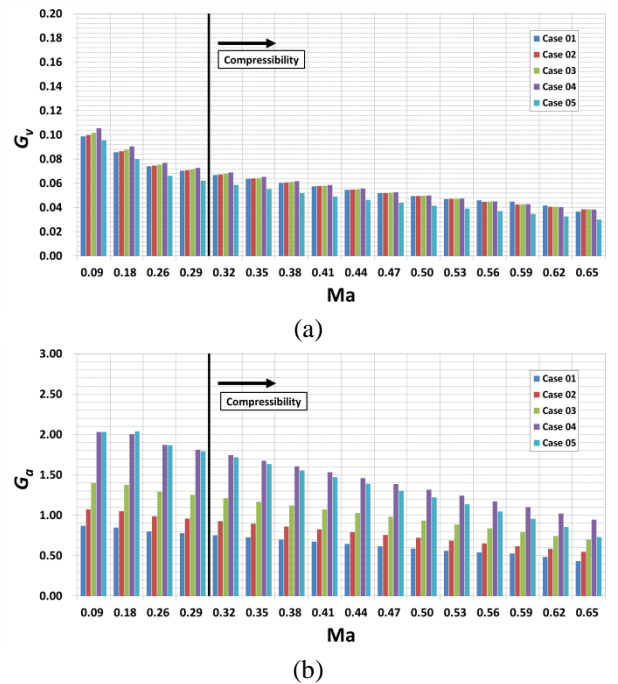 0.20
0.18
0.16
0.14
0.12
0.10
0.08
0.06
0.04
0.02
0.00
Gv
Compressibility
Case 01
Case 02
Case 03
Case 04
Case 05
0.09 0.18 0.26 0.29 0.32 0.35 0.38 0.41 0.44 0.47 0.50 0.53 0.56 0.59 0.62 0.65
Ma
(a)
3.00
2.50
2.00
1.50
1.00
0.50
0.00
Ga
Compressibility
Case 01
Case 02
Case 03
Case 04
Case 05
0.09 0.18 0.26 0.29 0.32 0.35 0.38 0.41 0.44 0.47 0.50 0.53 0.56 0.59 0.62 0.65
Ma
(b)